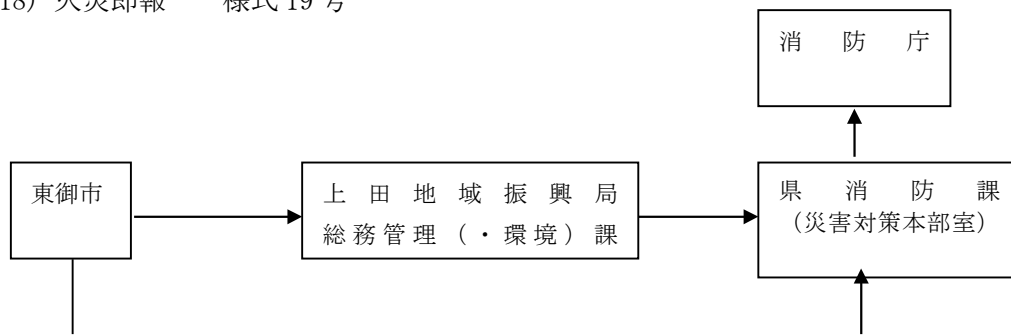 18) 火災即報　様式 19 号
消防庁
東御市
上田地域振興局
総務管理（・環境）課
県消防課
（災害対策本部室）